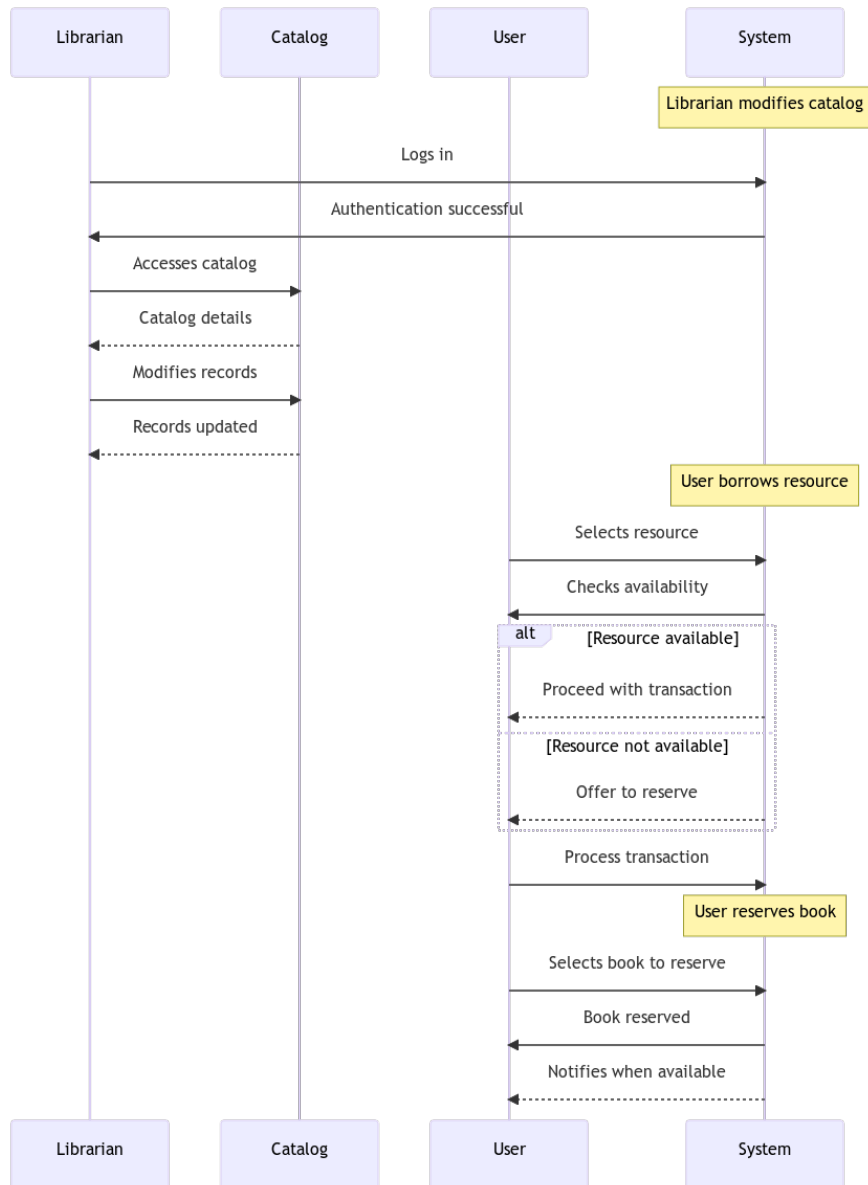 Librarian
Catalog
User
System
Librarian modifies catalog
Logs in
Authentication successful
Accesses catalog
Catalog details
Modifies records
Records updated
User borrows resource
Selects resource
Checks availability
alt
[Resource available]
Proceed with transaction
[Resource not available]
Offer to reserve
Process transaction
User reserves book
Selects book to reserve
Book reserved
Notifies when available
Librarian
Catalog
User
System